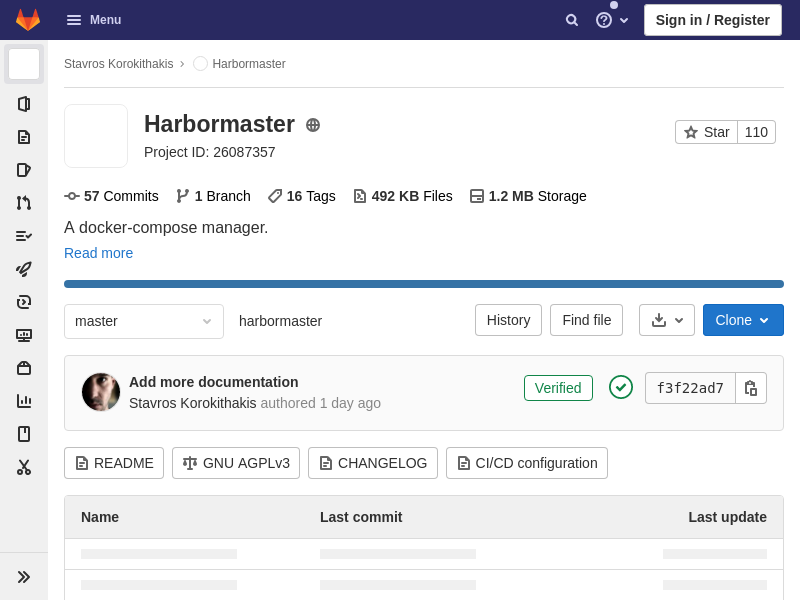 Menu
Sign in / Register
Stavros Korokithakis › Harbormaster
Harbormaster
Project ID: 26087357
Star 110
57 Commits 1 Branch 16 Tags 492 KB Files 1.2 MB Storage
A docker-compose manager.
Read more
master harbormaster History Find file Clone
Add more documentation
Stavros Korokithakis authored 1 day ago
Verified f3f22ad7
README GNU AGPLv3 CHANGELOG CI/CD configuration
Name Last commit Last update